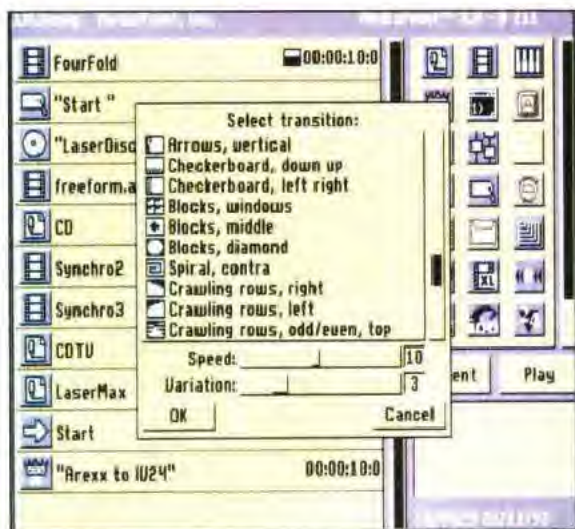 FourFold 00:00:10:0
"Start "
"LaserDisc
freeform.a
CD
Synchro2
Synchro3
CDTV
LaserMax
Start
"Arexx to IV24" 00:00:10:0
Select transition:
Arrows, vertical
Checkerboard, down up
Checkerboard, left right
Blocks, windows
Blocks, middle
Blocks, diamond
Spiral, contra
Crawling rows, right
Crawling rows, left
Crawling rows, odd/even, top
Speed: 10
Variation: 3
OK Cancel
XL
ent Play